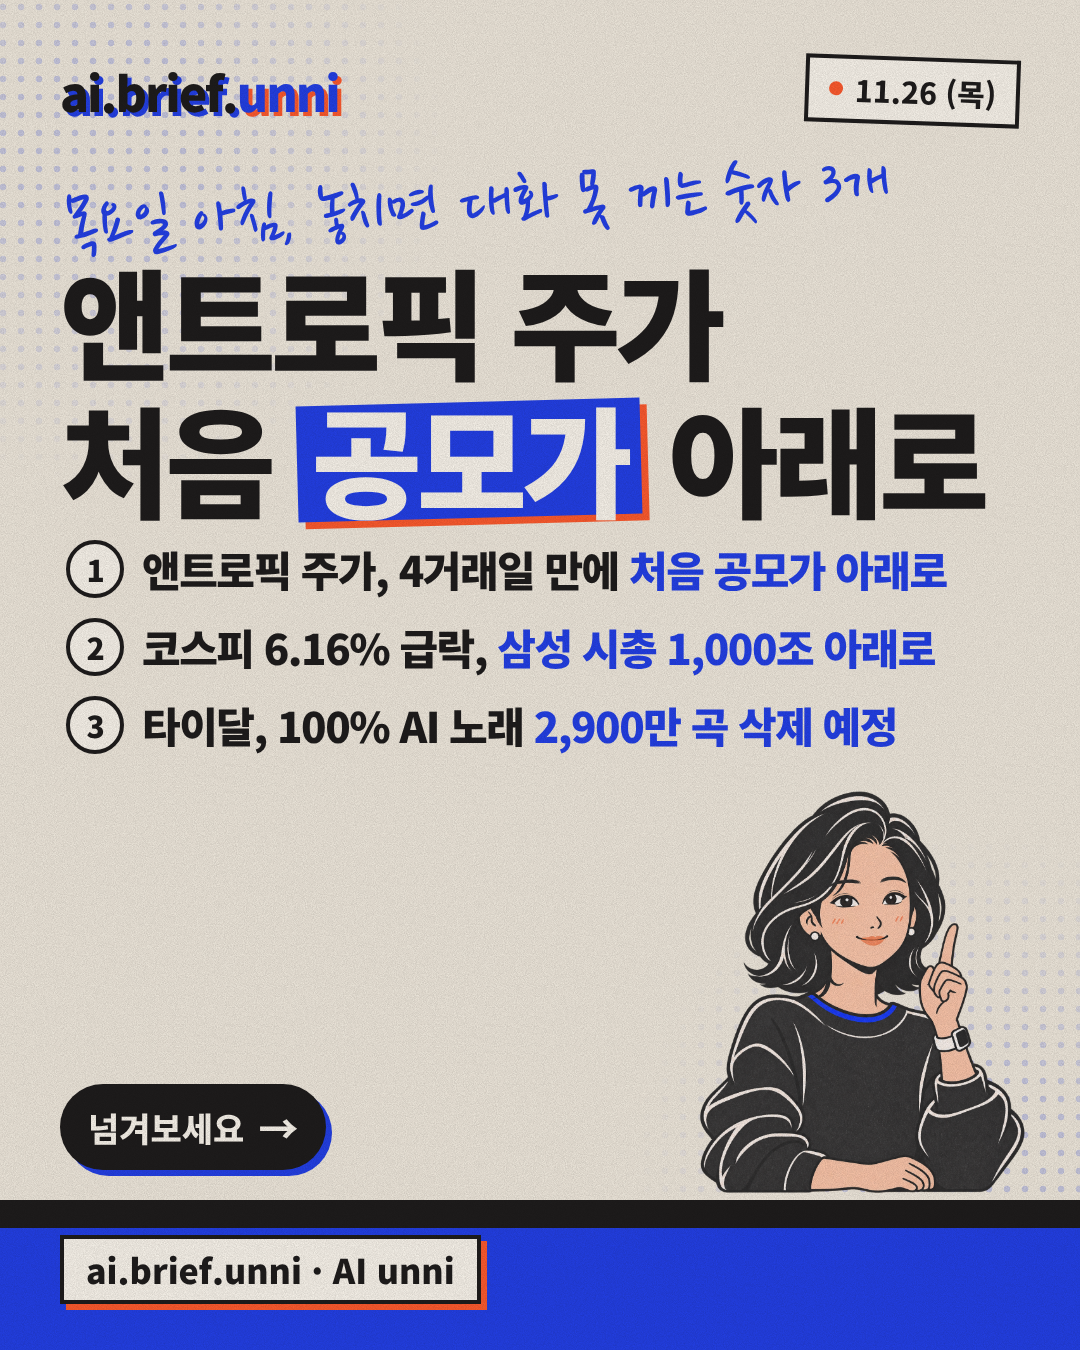 ai.brief.unni
11.26 (목)
목요일 아침, 놓치면 대화 못 끼는 숫자 3개
앤트로픽 주가
처음 공모가 아래로
1 앤트로픽 주가, 4거래일 만에 처음 공모가 아래로
2 코스피 6.16% 급락, 삼성 시총 1,000조 아래로
3 타이달, 100% AI 노래 2,900만 곡 삭제 예정
넘겨보세요 →
ai.brief.unni · AI unni